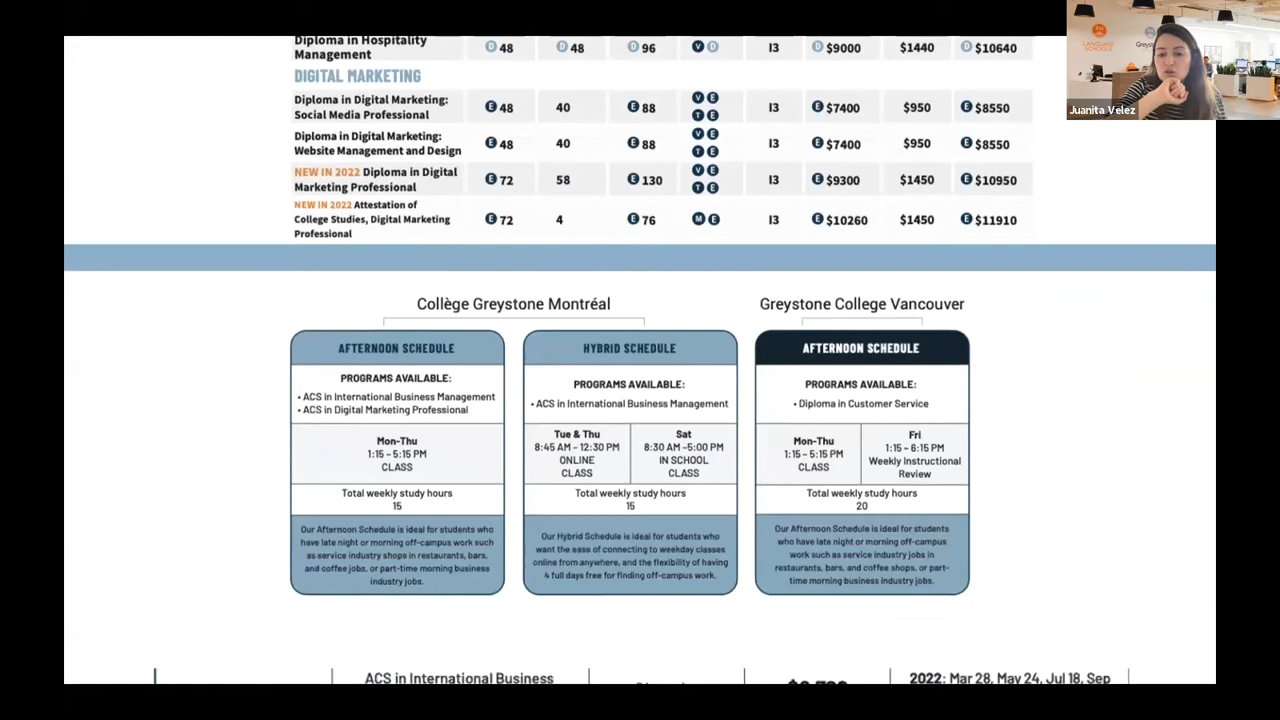 Diploma in Hospitality
Management
D 48
D 48
D 96
V D
I3
D $9000
$1440
D $10640
DIGITAL MARKETING
Diploma in Digital Marketing:
Social Media Professional
E 48
40
E 88
V E
T E
I3
E $7400
$950
E $8550
Diploma in Digital Marketing:
Website Management and Design
E 48
40
E 88
V E
T E
I3
E $7400
$950
E $8550
NEW IN 2022 Diploma in Digital
Marketing Professional
E 72
58
E 130
V E
T E
I3
E $9300
$1450
E $10950
NEW IN 2022 Attestation of
College Studies, Digital Marketing
Professional
E 72
4
E 76
M E
I3
E $10260
$1450
E $11910
Collège Greystone Montréal
AFTERNOON SCHEDULE
PROGRAMS AVAILABLE:
• ACS in International Business Management
• ACS in Digital Marketing Professional
Mon-Thu
1:15 – 5:15 PM
CLASS
Total weekly study hours
15
Our Afternoon Schedule is ideal for students who
have late night or morning off-campus work such
as service industry shops in restaurants, bars,
and coffee jobs, or part-time morning business
industry jobs.
HYBRID SCHEDULE
PROGRAMS AVAILABLE:
• ACS in International Business Management
Tue & Thu
8:45 AM – 12:30 PM
ONLINE
CLASS
Sat
8:30 AM –5:00 PM
IN SCHOOL
CLASS
Total weekly study hours
15
Our Hybrid Schedule is ideal for students who
want the ease of connecting to weekday classes
online from anywhere, and the flexibility of having
4 full days free for finding off-campus work.
Greystone College Vancouver
AFTERNOON SCHEDULE
PROGRAMS AVAILABLE:
• Diploma in Customer Service
Mon-Thu
1:15 – 5:15 PM
CLASS
Fri
1:15 – 6:15 PM
Weekly Instructional
Review
Total weekly study hours
20
Our Afternoon Schedule is ideal for students
who have late night or morning off-campus
work such as service industry jobs in
restaurants, bars, and coffee shops, or part-
time morning business industry jobs.
ACS in International Business
2022: Mar 28, May 24, Jul 18, Sep
LANGUAGE
SCHOOLS
Juanita Velez